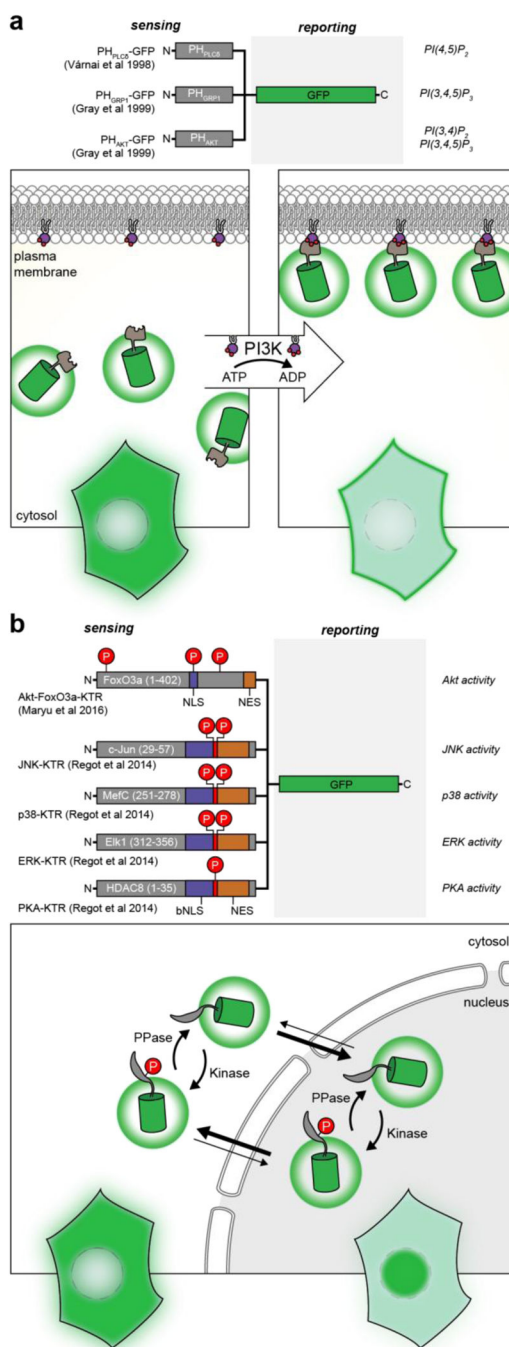 a
sensing reporting
PH_PLCδ-GFP N PH_PLCδ PI(4,5)P₂
(Várnai et al 1998)
PH_GRP1-GFP N PH_GRP1 GFP C PI(3,4,5)P₃
(Gray et al 1999)
PH_AKT-GFP N PH_AKT PI(3,4)P₂
(Gray et al 1999) PI(3,4,5)P₃
plasma
membrane
PI3K
ATP ADP
cytosol
b
sensing reporting
P P P
N FoxO3a (1-402) Akt activity
Akt-FoxO3a-KTR NLS NES
(Maryu et al 2016)
P P
N c-Jun (29-57) JNK activity
JNK-KTR (Regot et al 2014)
P P
N MefC (251-278) GFP C p38 activity
p38-KTR (Regot et al 2014)
P P
N Elk1 (312-356) ERK activity
ERK-KTR (Regot et al 2014)
P
N HDAC8 (1-35) PKA activity
PKA-KTR (Regot et al 2014)
bNLS NES
cytosol
nucleus
PPase
Kinase
P
PPase
Kinase
P